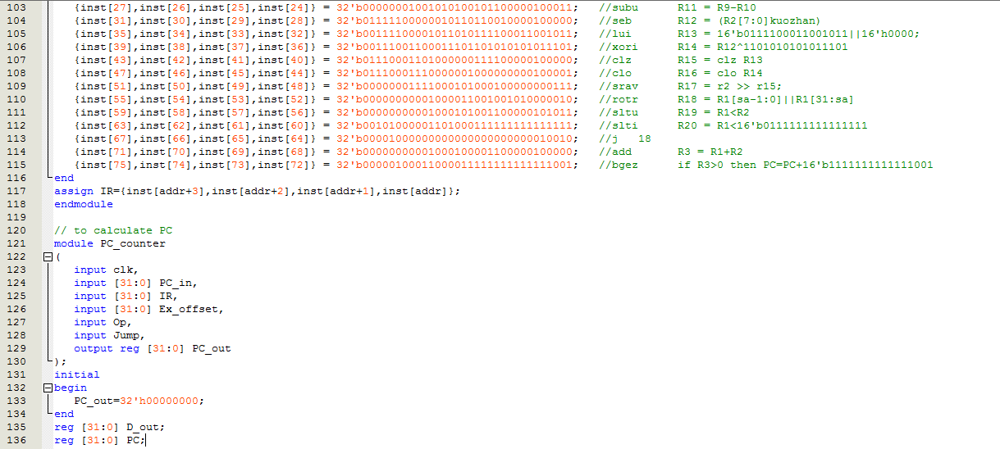 103 {inst[27],inst[26],inst[25],inst[24]} = 32'b00000001001010100101100000100011; //subu R11 = R9-R10
104 {inst[31],inst[30],inst[29],inst[28]} = 32'b01111100000010110110010000100000; //seb R12 = (R2[7:0]kuozhan)
105 {inst[35],inst[34],inst[33],inst[32]} = 32'b00111100000011010111100011001011; //lui R13 = 16'b0111100011001011||16'h0000;
106 {inst[39],inst[38],inst[37],inst[36]} = 32'b00111001100011101101010101011101; //xori R14 = R12^1101010101011101
107 {inst[43],inst[42],inst[41],inst[40]} = 32'b01110001101000000111100000100000; //clz R15 = clz R13
108 {inst[47],inst[46],inst[45],inst[44]} = 32'b01110001110000001000000000100001; //clo R16 = clo R14
109 {inst[51],inst[50],inst[49],inst[48]} = 32'b00000001111000101000100000000111; //srav R17 = r2 >> r15;
110 {inst[55],inst[54],inst[53],inst[52]} = 32'b00000000001000011001001010000010; //rotr R18 = R1[sa-1:0]||R1[31:sa]
111 {inst[59],inst[58],inst[57],inst[56]} = 32'b00000000001000101001100000101011; //sltu R19 = R1<R2
112 {inst[63],inst[62],inst[61],inst[60]} = 32'b00101000001101000111111111111111; //slti R20 = R1<16'b0111111111111111
113 {inst[67],inst[66],inst[65],inst[64]} = 32'b00001000000000000000000000010010; //j 18
114 {inst[71],inst[70],inst[69],inst[68]} = 32'b00000000001000100001100000100000; //add R3 = R1+R2
115 {inst[75],inst[74],inst[73],inst[72]} = 32'b00000100011000011111111111111001; //bgez if R3>0 then PC=PC+16'b1111111111111001
116 end
117 assign IR={inst[addr+3],inst[addr+2],inst[addr+1],inst[addr]};
118 endmodule
119
120 // to calculate PC
121 module PC_counter
122 (
123 input clk,
124 input [31:0] PC_in,
125 input [31:0] IR,
126 input [31:0] Ex_offset,
127 input Op,
128 input Jump,
129 output reg [31:0] PC_out
130 );
131 initial
132 begin
133 PC_out=32'h00000000;
134 end
135 reg [31:0] D_out;
136 reg [31:0] PC;